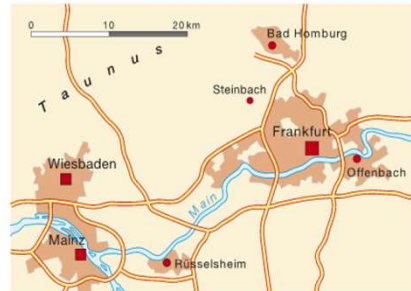 0 10 20 km
Bad Homburg
Taunus
Steinbach
Frankfurt
Wiesbaden
Offenbach
Main
Mainz
Rüsselsheim